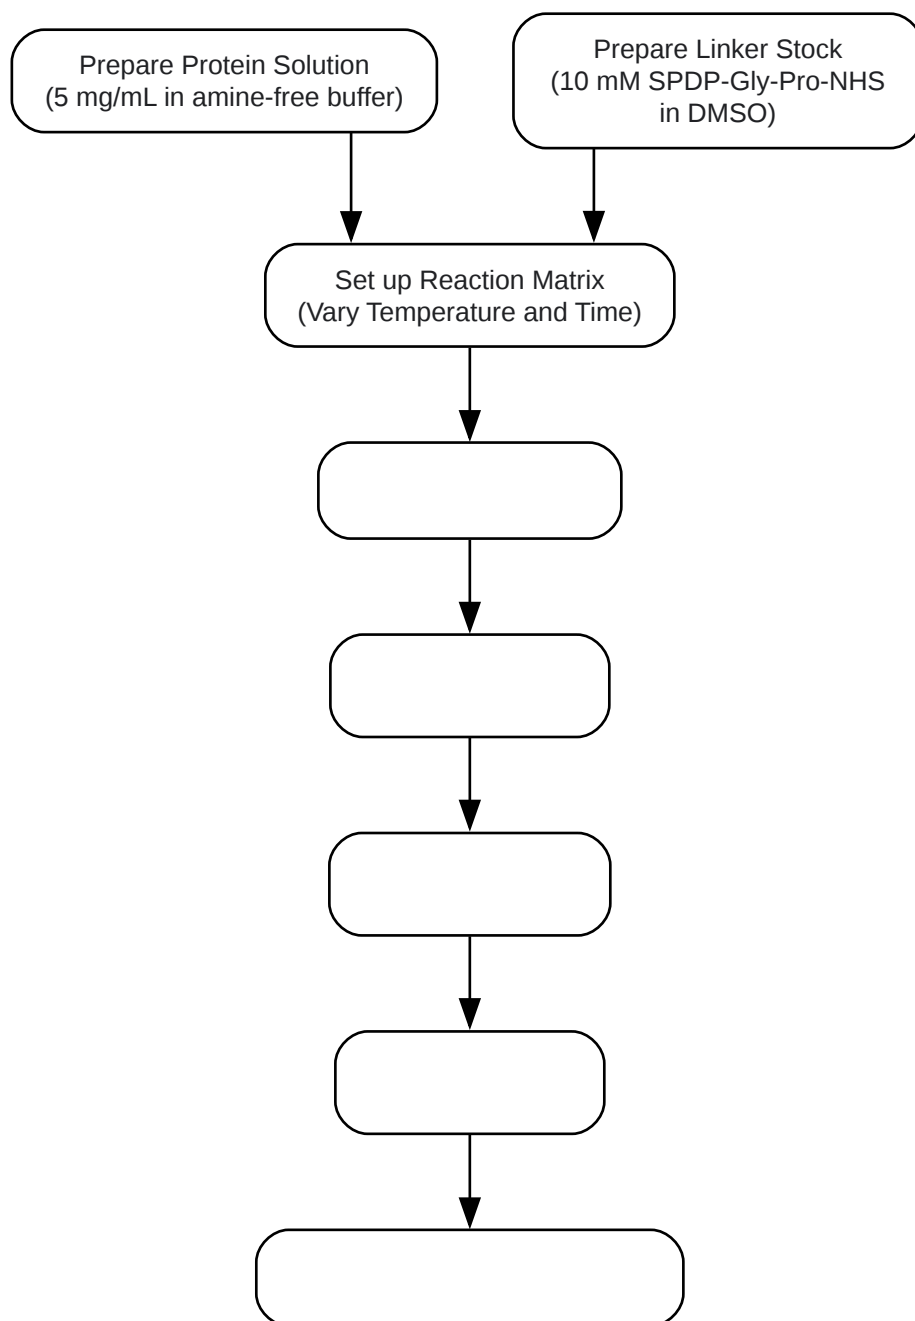 Prepare Protein Solution
(5 mg/mL in amine-free buffer)
Prepare Linker Stock
(10 mM SPDP-Gly-Pro-NHS
in DMSO)
Set up Reaction Matrix
(Vary Temperature and Time)